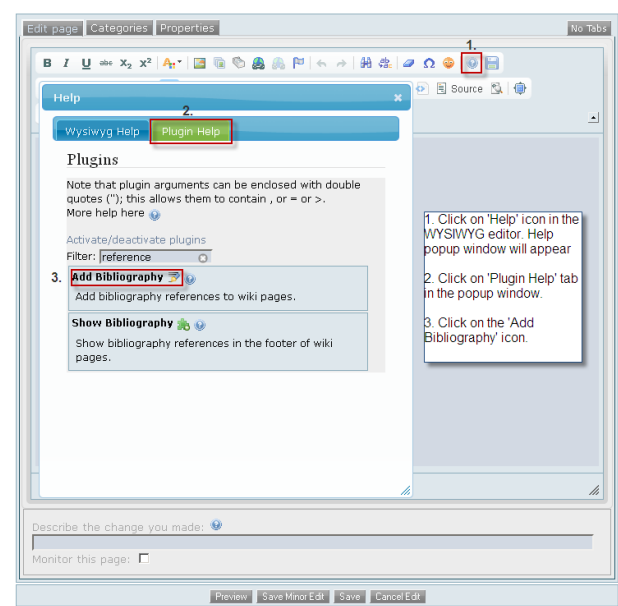 Edit page Categories Properties No Tabs
1.
B I U abc X2 X² A
Source
Help
2.
Wysiwyg Help Plugin Help
Plugins
Note that plugin arguments can be enclosed with double
quotes ("); this allows them to contain , or = or >.
More help here
Activate/deactivate plugins
Filter: reference
3. Add Bibliography
Add bibliography references to wiki pages.
Show Bibliography
Show bibliography references in the footer of wiki
pages.
1. Click on 'Help' icon in the
WYSIWYG editor. Help
popup window will appear
2. Click on 'Plugin Help' tab
in the popup window.
3. Click on the 'Add
Bibliography' icon.
Describe the change you made:
Monitor this page:
Preview Save Minor Edit Save Cancel Edit